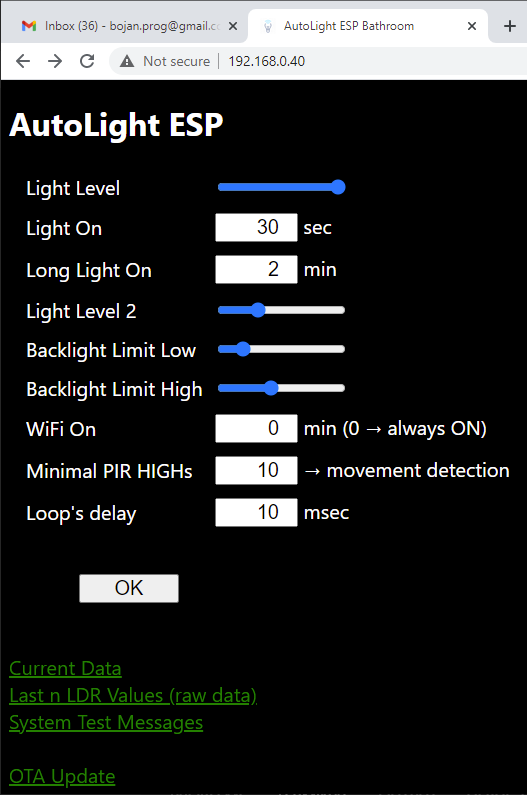 Inbox (36) - bojan.prog@gmail.c
AutoLight ESP Bathroom
Not secure | 192.168.0.40
AutoLight ESP
Light Level
Light On 30 sec
Long Light On 2 min
Light Level 2
Backlight Limit Low
Backlight Limit High
WiFi On 0 min (0 → always ON)
Minimal PIR HIGHs 10 → movement detection
Loop's delay 10 msec
OK
Current Data
Last n LDR Values (raw data)
System Test Messages
OTA Update